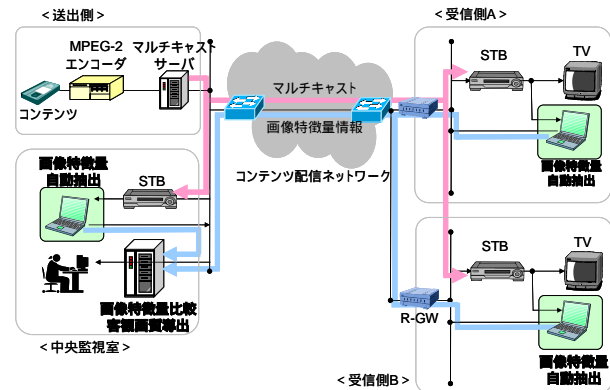 <送出側>
MPEG-2
エンコーダ
マルチキャスト
サーバ
コンテンツ
マルチキャスト
画像特徴量情報
コンテンツ配信ネットワーク
<受信側A>
STB
TV
画像特徴量
自動抽出
画像特徴量
自動抽出
STB
画像特徴量比較
客観画質導出
<中央監視室>
STB
TV
R-GW
画像特徴量
自動抽出
<受信側B>